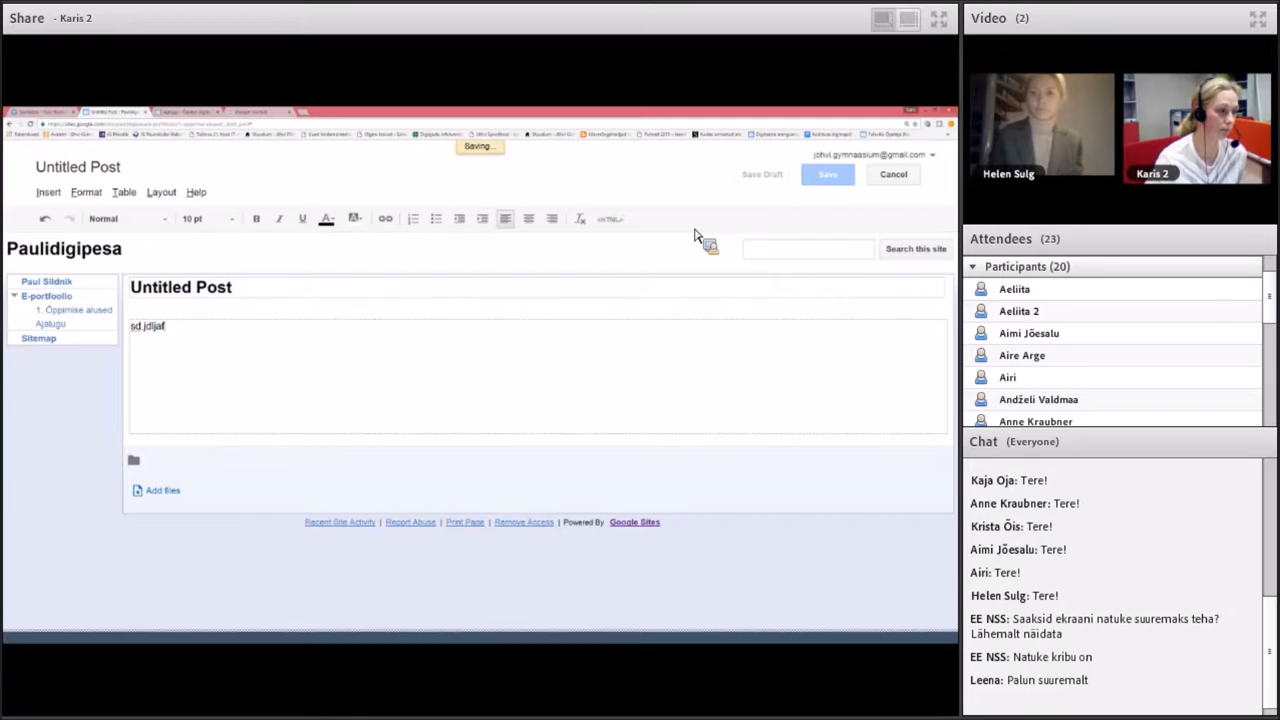 Share - Karis 2
Video (2)
Helen Sulg
Karis 2
Untitled Post
Saving...
johvi.gymnaasium@gmail.com
Save Draft
Save
Cancel
Insert Format Table Layout Help
Normal 10 pt B I U A <HTML>
Paulidigipesa
Search this site
Paul Sildnik
E-portfoolio
1. Õppimise alused
Ajalugu
Sitemap
Untitled Post
sd.jdljaf
Add files
Recent Site Activity | Report Abuse | Print Page | Remove Access | Powered By Google Sites
Attendees (23)
Participants (20)
Aeliita
Aeliita 2
Aimi Jõesalu
Aire Arge
Airi
Andželi Valdmaa
Anne Kraubner
Chat (Everyone)
Kaja Oja: Tere!
Anne Kraubner: Tere!
Krista Õis: Tere!
Aimi Jõesalu: Tere!
Airi: Tere!
Helen Sulg: Tere!
EE NSS: Saaksid ekraani natuke suuremaks teha?
Lähemalt näidata
EE NSS: Natuke kribu on
Leena: Palun suuremalt